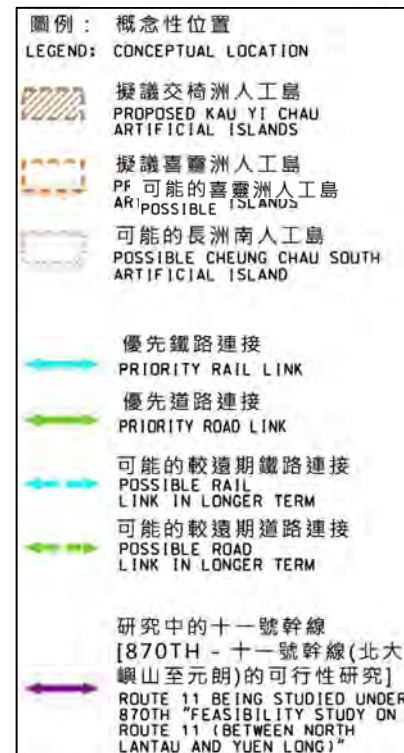 圖例： 概念性位置
LEGEND: CONCEPTUAL LOCATION
擬議交椅洲人工島
PROPOSED KAU YI CHAU
ARTIFICIAL ISLANDS
擬議喜靈洲人工島
可能的喜靈洲人工島
POSSIBLE ISLANDS
可能的長洲南人工島
POSSIBLE CHEUNG CHAU SOUTH
ARTIFICIAL ISLAND
優先鐵路連接
PRIORITY RAIL LINK
優先道路連接
PRIORITY ROAD LINK
可能的較遠期鐵路連接
POSSIBLE RAIL
LINK IN LONGER TERM
可能的較遠期道路連接
POSSIBLE ROAD
LINK IN LONGER TERM
研究中的十一號幹線
[870TH - 十一號幹線(北大
嶼山至元朗)的可行性研究]
ROUTE 11 BEING STUDIED UNDER
870TH "FEASIBILITY STUDY ON
ROUTE 11 (BETWEEN NORTH
LANTAU AND YUEN LONG)"